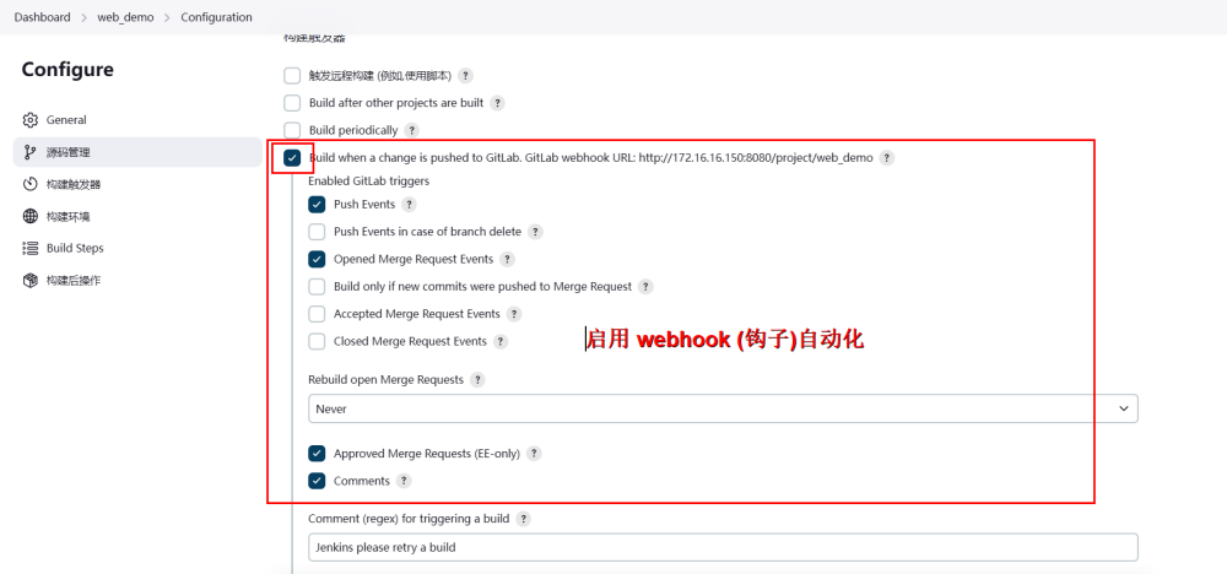 Dashboard > web_demo > Configuration
构建触发器
Configure
触发远程构建 (例如,使用脚本) ?
Build after other projects are built ?
General
Build periodically ?
源码管理
Build when a change is pushed to GitLab. GitLab webhook URL: http://172.16.16.150:8080/project/web_demo ?
Enabled GitLab triggers
构建触发器
Push Events ?
构建环境
Push Events in case of branch delete ?
Build Steps
Opened Merge Request Events ?
构建后操作
Build only if new commits were pushed to Merge Request ?
Accepted Merge Request Events ?
Closed Merge Request Events ?
启用 webhook (钩子)自动化
Rebuild open Merge Requests ?
Never
Approved Merge Requests (EE-only) ?
Comments ?
Comment (regex) for triggering a build ?
Jenkins please retry a build